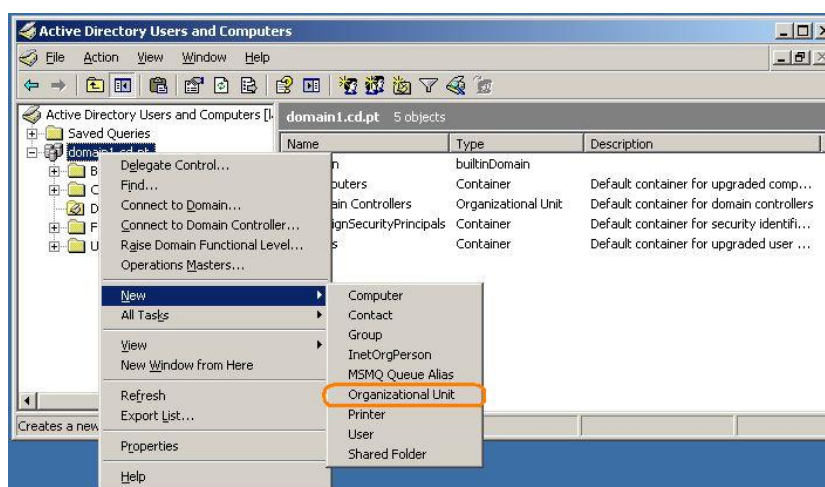 Active Directory Users and Computers
File Action View Window Help
Active Directory Users and Computers [
domain1.cd.pt 5 objects
Saved Queries
domain1.cd.pt
Name Type Description
builtinDomain
Container Default container for upgraded comp...
Controllers Organizational Unit Default container for domain controllers
Container Default container for security identifi...
Container Default container for upgraded user ...
B
C
D
F
U
Delegate Control...
Find...
Connect to Domain...
Connect to Domain Controller...
Raise Domain Functional Level...
Operations Masters...
New
All Tasks
View
New Window from Here
Refresh
Export List...
Properties
Help
Computer
Contact
Group
InetOrgPerson
MSMQ Queue Alias
Organizational Unit
Printer
User
Shared Folder
Creates a new